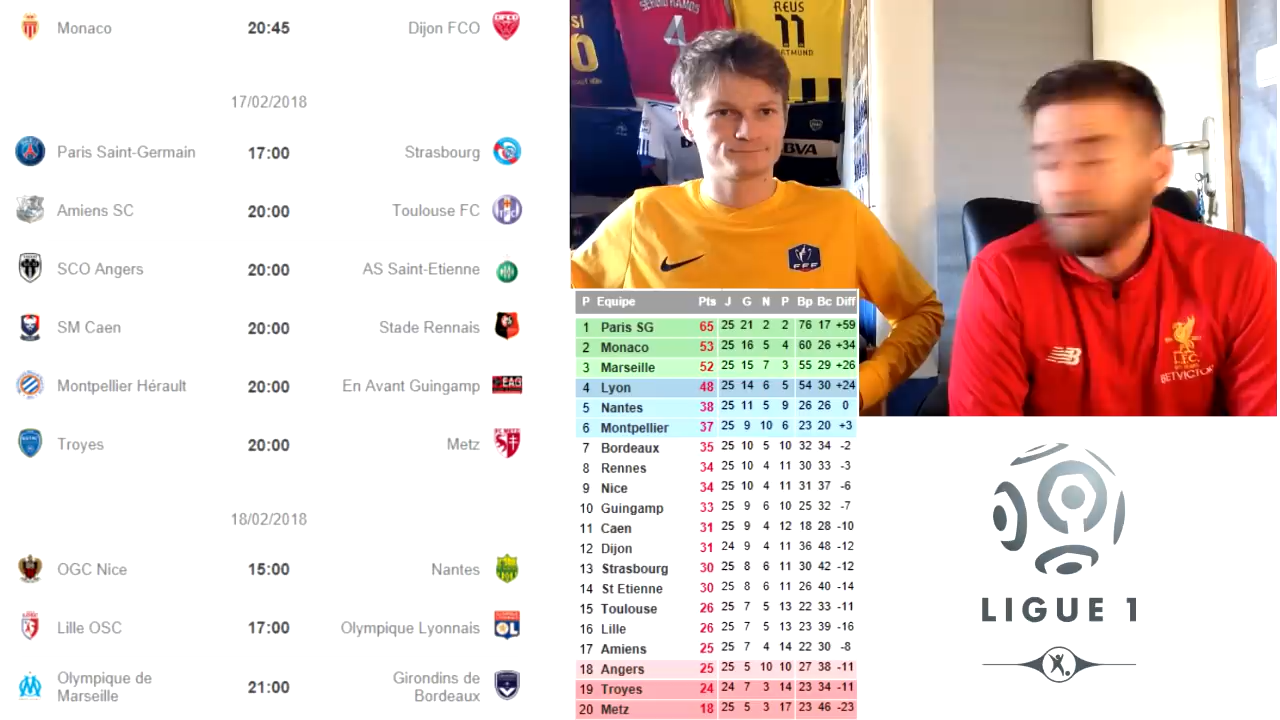 Monaco 20:45 Dijon FCO
17/02/2018
Paris Saint-Germain 17:00 Strasbourg
Amiens SC 20:00 Toulouse FC
SCO Angers 20:00 AS Saint-Etienne
SM Caen 20:00 Stade Rennais
Montpellier Hérault 20:00 En Avant Guingamp
Troyes 20:00 Metz
18/02/2018
OGC Nice 15:00 Nantes
Lille OSC 17:00 Olympique Lyonnais
Olympique de
Marseille 21:00 Girondins de
Bordeaux
DFCO
EAG
OL
SERGIO RAMOS
4
REUS
11
BBVA
FFF
P Equipe Pts J G N P Bp Bc Diff
1 Paris SG 65 25 21 2 2 76 17 +59
2 Monaco 53 25 16 5 4 60 26 +34
3 Marseille 52 25 15 7 3 55 29 +26
4 Lyon 48 25 14 6 5 54 30 +24
5 Nantes 38 25 11 5 9 26 26 0
6 Montpellier 37 25 9 10 6 23 20 +3
7 Bordeaux 35 25 10 5 10 32 34 -2
8 Rennes 34 25 10 4 11 30 33 -3
9 Nice 34 25 10 4 11 31 37 -6
10 Guingamp 33 25 9 6 10 25 32 -7
11 Caen 31 25 9 4 12 18 28 -10
12 Dijon 31 24 9 4 11 36 48 -12
13 Strasbourg 30 25 8 6 11 30 42 -12
14 St Etienne 30 25 8 6 11 26 40 -14
15 Toulouse 26 25 7 5 13 22 33 -11
16 Lille 26 25 7 5 13 23 39 -16
17 Amiens 25 25 7 4 14 22 30 -8
18 Angers 25 25 5 10 10 27 38 -11
19 Troyes 24 24 7 3 14 23 34 -11
20 Metz 18 25 5 3 17 23 46 -23
L.F.C.
BETVICTOR
LIGUE 1